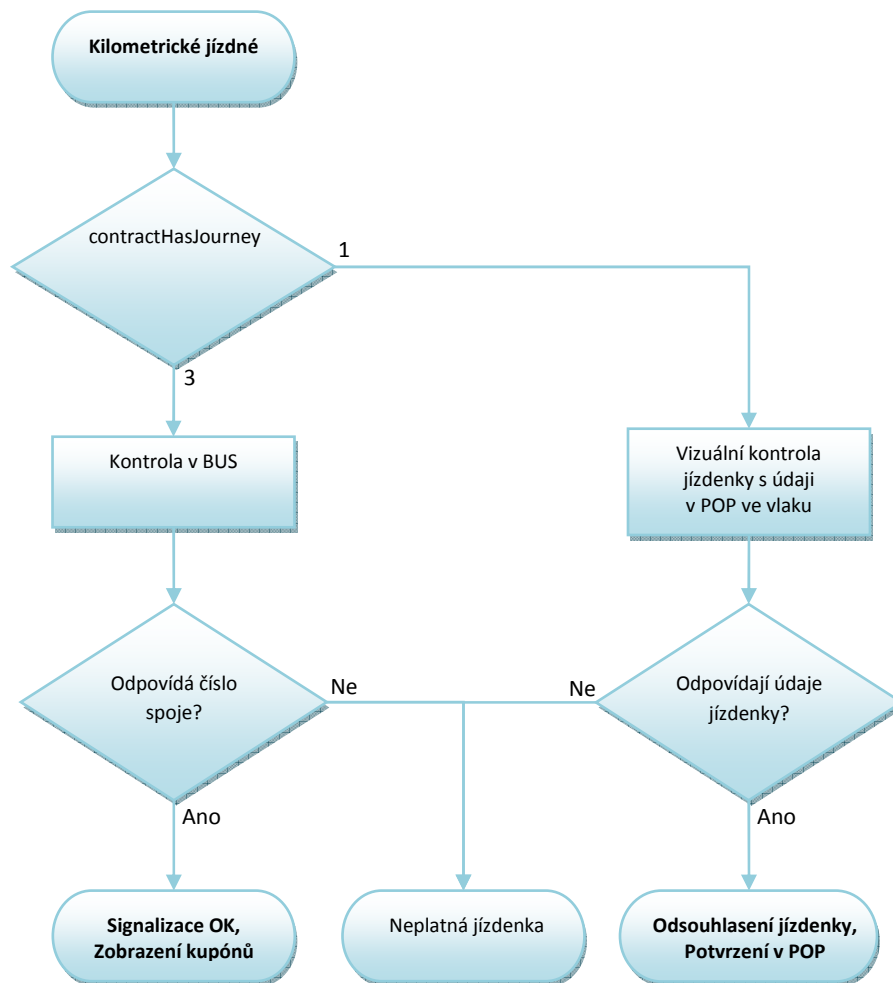 Kilometrické jízdné
contractHasJourney
1
3
Kontrola v BUS
Vizuální kontrola
jízdenky s údaji
v POP ve vlaku
Odpovídá číslo
spoje?
Ne
Ne
Odpovídají údaje
jízdenky?
Ano
Ano
Signalizace OK,
Zobrazení kupónů
Neplatná jízdenka
Odsouhlasení jízdenky,
Potvrzení v POP